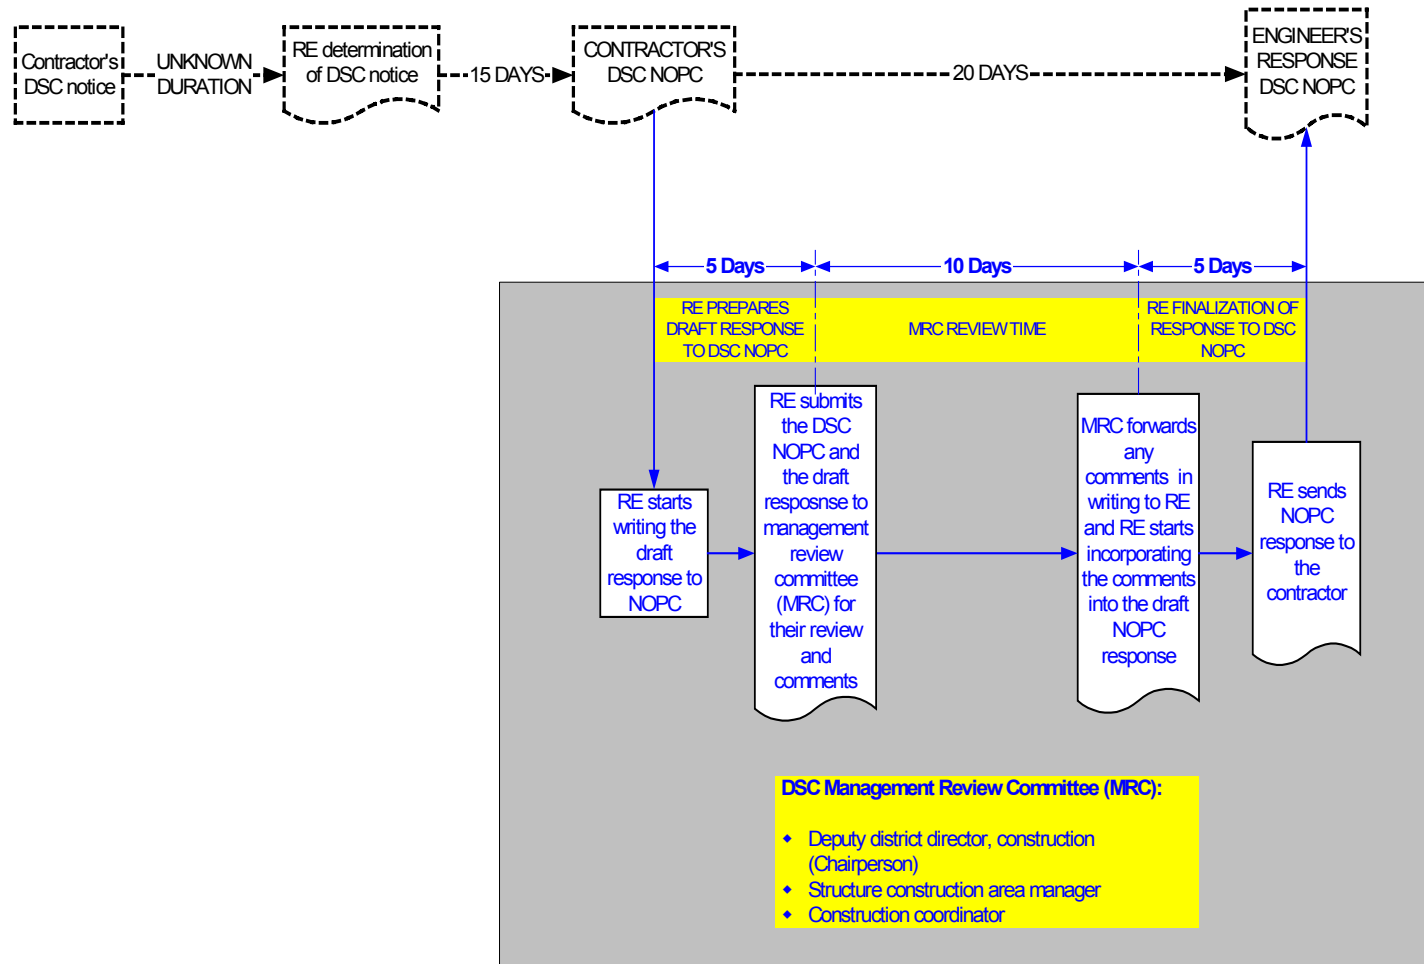 Contractor's
DSC notice
UNKNOWN
DURATION
RE determination
of DSC notice
15 DAYS
CONTRACTOR'S
DSC NOPC
20 DAYS
ENGINEER'S
RESPONSE
DSC NOPC
5 Days
10 Days
5 Days
RE PREPARES
DRAFT RESPONSE
TO DSC NOPC
MRC REVIEW TIME
RE FINALIZATION OF
RESPONSE TO DSC
NOPC
RE starts
writing the
draft
response to
NOPC
RE submits
the DSC
NOPC and
the draft
resposnse to
management
review
committee
(MRC) for
their review
and
comments
MRC forwards
any
comments in
writing to RE
and RE starts
incorporating
the comments
into the draft
NOPC
response
RE sends
NOPC
response to
the
contractor
DSC Management Review Committee (MRC):
◆ Deputy district director, construction
(Chairperson)
◆ Structure construction area manager
◆ Construction coordinator